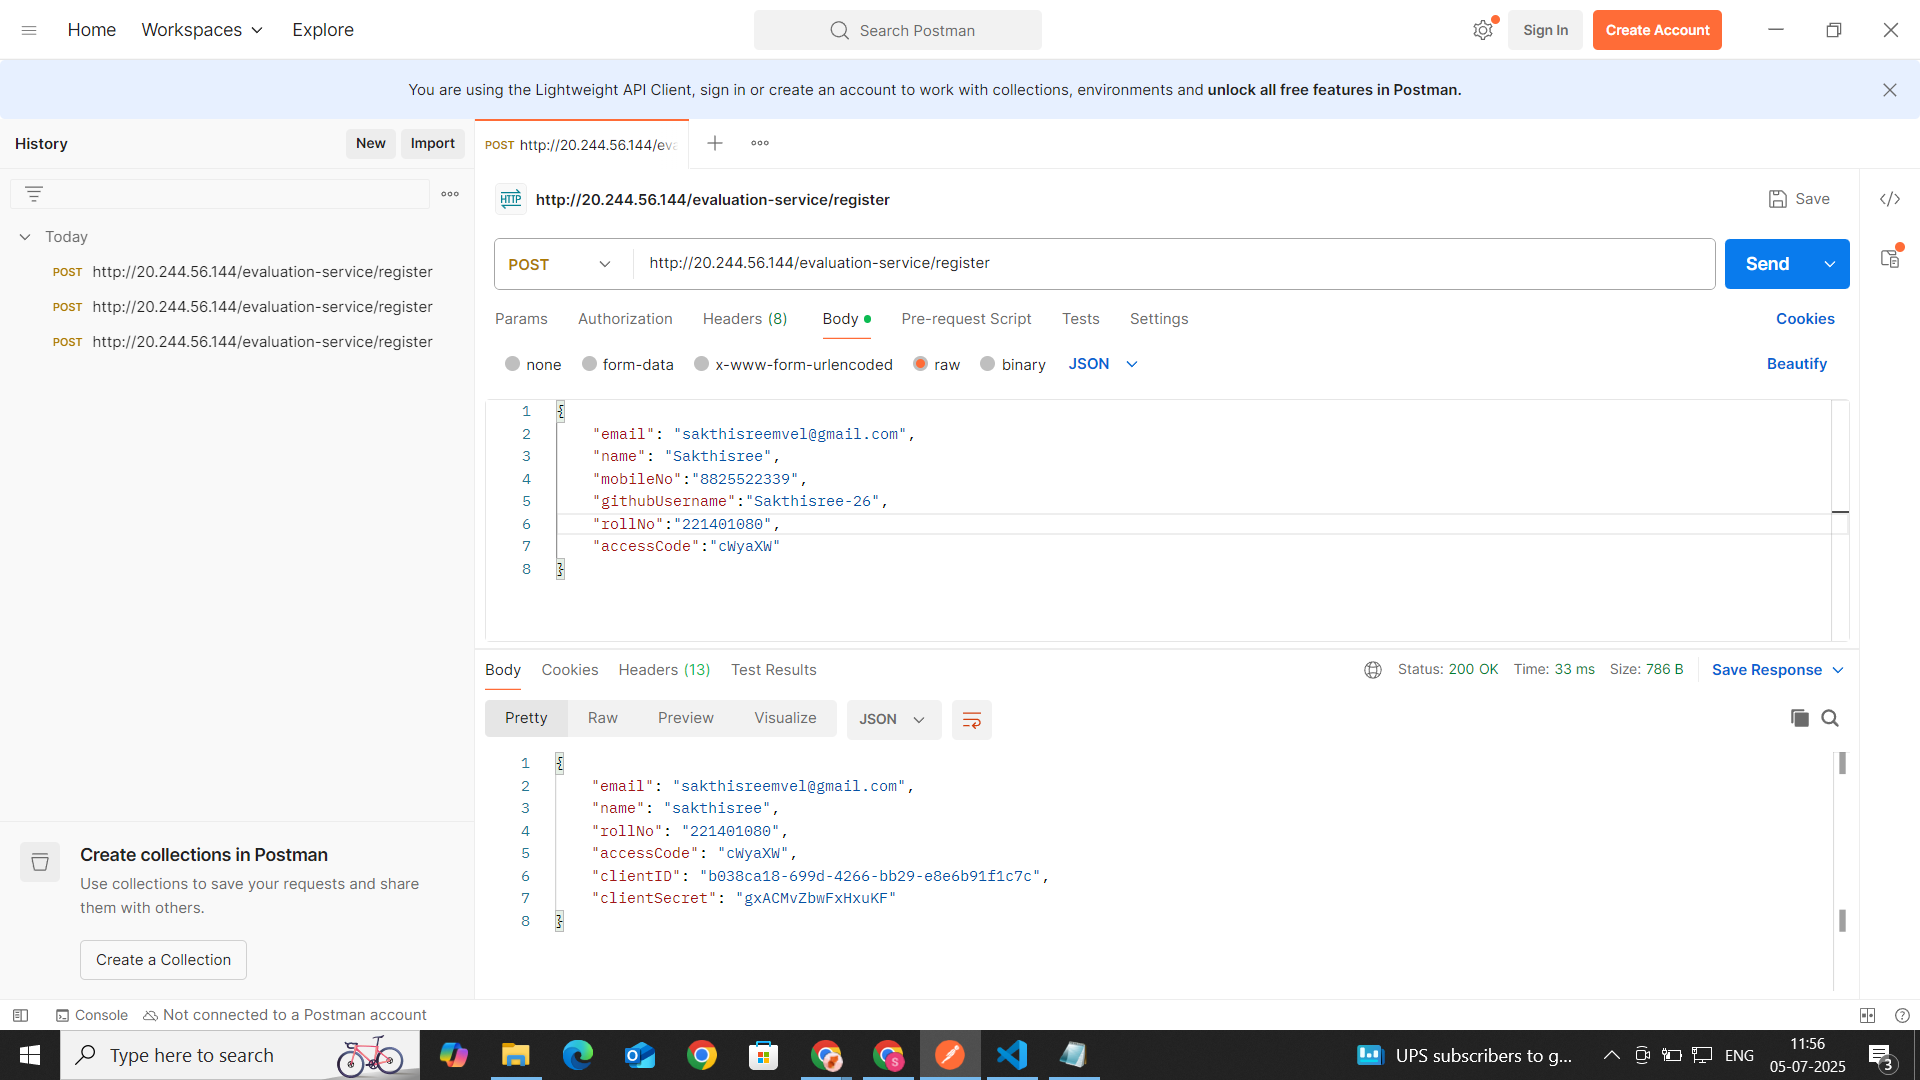 Home Workspaces Explore
Search Postman
Sign In Create Account
You are using the Lightweight API Client, sign in or create an account to work with collections, environments and unlock all free features in Postman.
History New Import
POST http://20.244.56.144/eva
Today
POST http://20.244.56.144/evaluation-service/register
POST http://20.244.56.144/evaluation-service/register
POST http://20.244.56.144/evaluation-service/register
HTTP http://20.244.56.144/evaluation-service/register
Save
POST http://20.244.56.144/evaluation-service/register
Send
Params Authorization Headers (8) Body Pre-request Script Tests Settings Cookies
none form-data x-www-form-urlencoded raw binary JSON Beautify
1 {
2 "email": "sakthisreemvel@gmail.com",
3 "name": "Sakthisree",
4 "mobileNo":"8825522339",
5 "githubUsername":"Sakthisree-26",
6 "rollNo":"221401080",
7 "accessCode":"cWyaXW"
8 }
Body Cookies Headers (13) Test Results
Status: 200 OK Time: 33 ms Size: 786 B Save Response
Pretty Raw Preview Visualize JSON
1 {
2 "email": "sakthisreemvel@gmail.com",
3 "name": "sakthisree",
4 "rollNo": "221401080",
5 "accessCode": "cWyaXW",
6 "clientID": "b038ca18-699d-4266-bb29-e8e6b91f1c7c",
7 "clientSecret": "gxACMvZbwFxHxuKF"
8 }
Create collections in Postman
Use collections to save your requests and share
them with others.
Create a Collection
Console Not connected to a Postman account
Type here to search
UPS subscribers to g...
ENG
11:56
05-07-2025
3